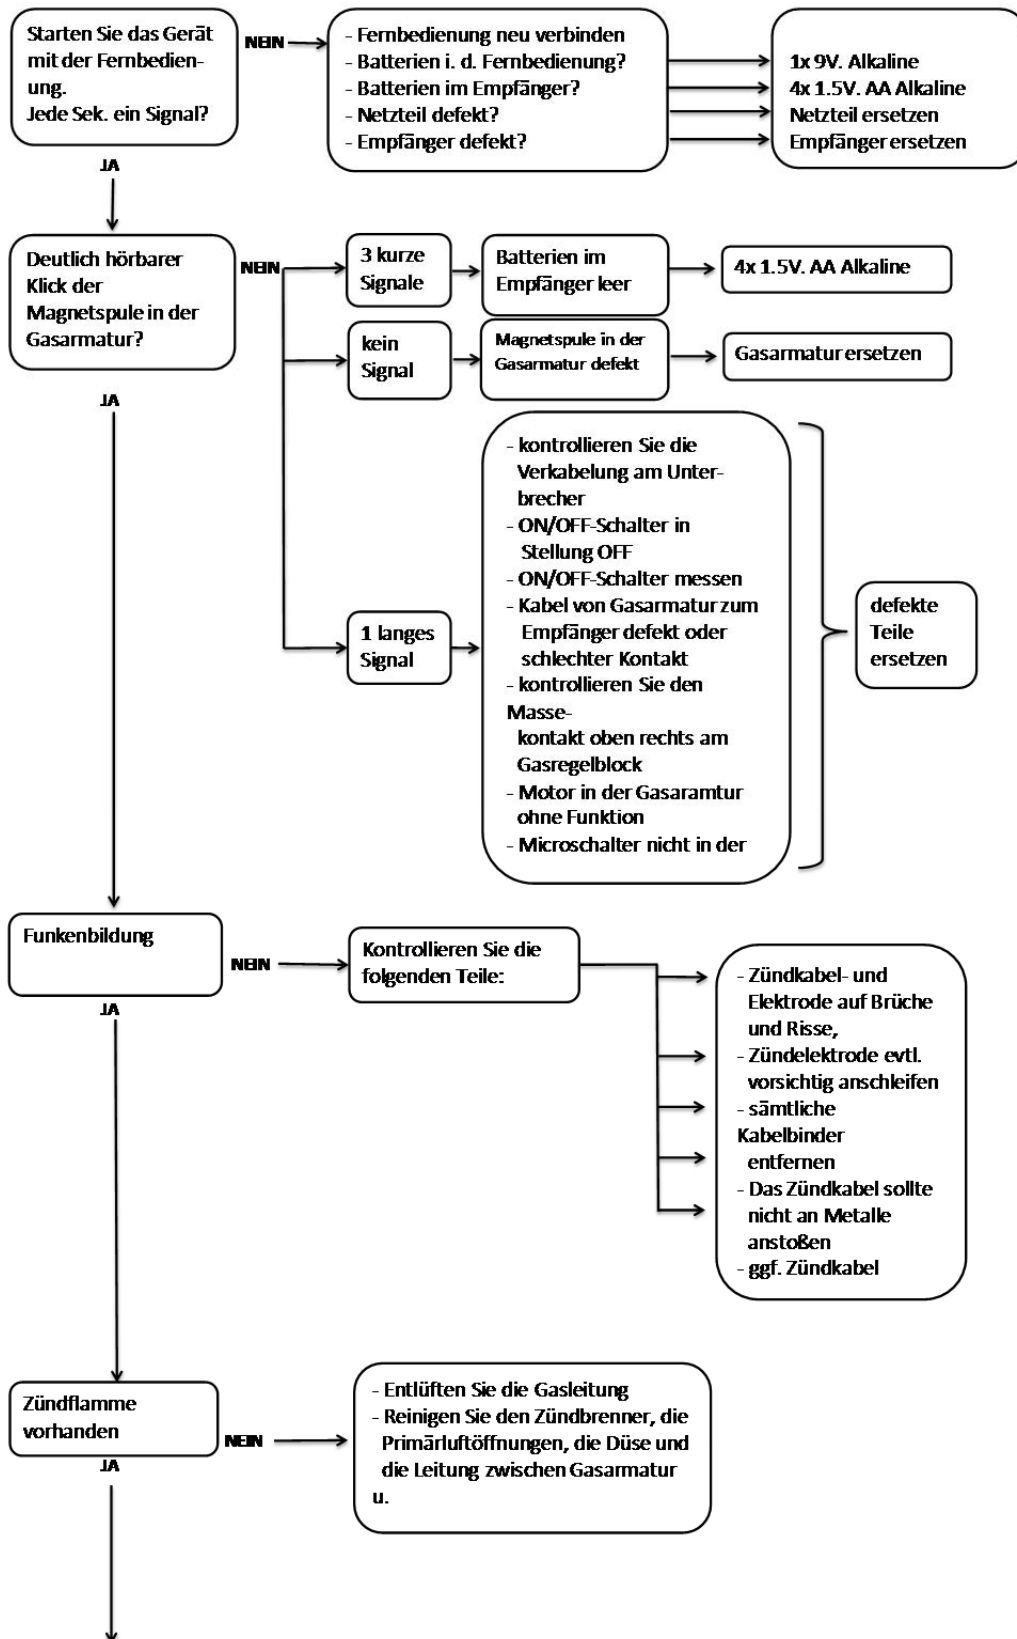 Starten Sie das Gerät
mit der Fernbedien-
ung.
Jede Sek. ein Signal?
NEIN
- Fernbedienung neu verbinden
- Batterien i. d. Fernbedienung?
- Batterien im Empfänger?
- Netzteil defekt?
- Empfänger defekt?
1x 9V. Alkaline
4x 1.5V. AA Alkaline
Netzteil ersetzen
Empfänger ersetzen
JA
Deutlich hörbarer
Klick der
Magnetspule in der
Gasarmatur?
NEIN
3 kurze
Signale
Batterien im
Empfänger leer
4x 1.5V. AA Alkaline
kein
Signal
Magnetspule in der
Gasarmatur defekt
Gasarmatur ersetzen
JA
1 langes
Signal
- kontrollieren Sie die
Verkabelung am Unter-
brecher
- ON/OFF-Schalter in
Stellung OFF
- ON/OFF-Schalter messen
- Kabel von Gasarmatur zum
Empfänger defekt oder
schlechter Kontakt
- kontrollieren Sie den
Masse-
kontakt oben rechts am
Gasregelblock
- Motor in der Gasaramtur
ohne Funktion
- Microschalter nicht in der
defekte
Teile
ersetzen
Funkenbildung
NEIN
Kontrollieren Sie die
folgenden Teile:
- Zündkabel- und
Elektrode auf Brüche
und Risse,
- Zündelektrode evtl.
vorsichtig anschleifen
- sämtliche
Kabelbinder
entfernen
- Das Zündkabel sollte
nicht an Metalle
anstoßen
- ggf. Zündkabel
JA
Zündflamme
vorhanden
NEIN
- Entlüften Sie die Gasleitung
- Reinigen Sie den Zündbrenner, die
Primärluftöffnungen, die Düse und
die Leitung zwischen Gasarmatur
u.
JA